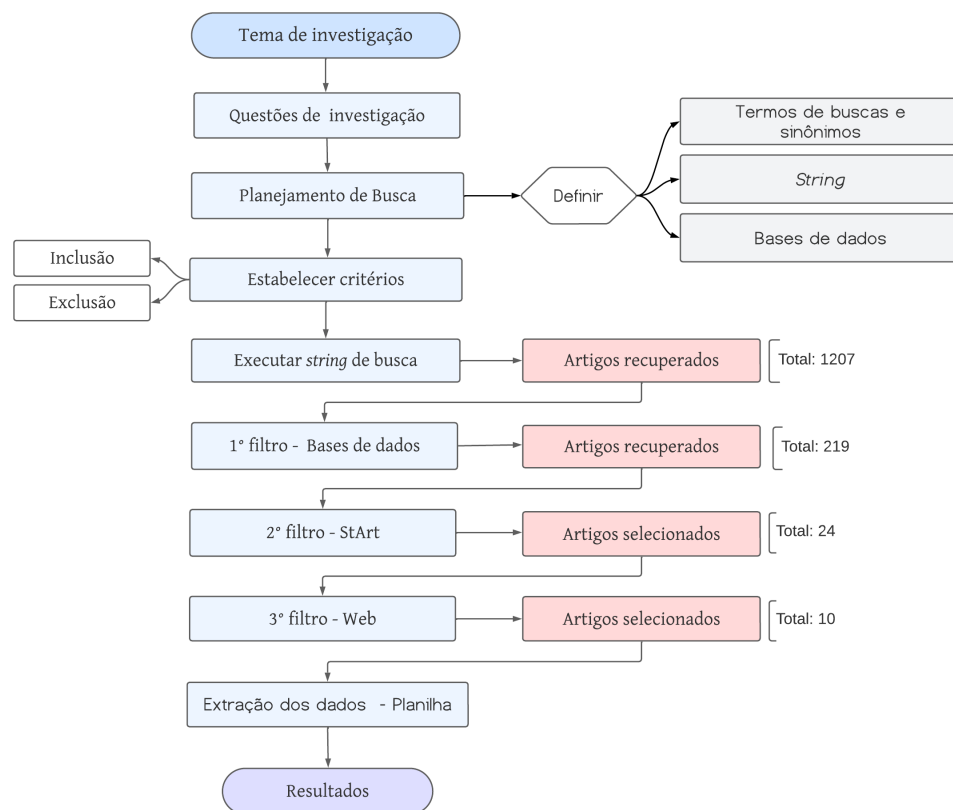 Tema de investigação
Questões de investigação
Termos de buscas e
sinônimos
Planejamento de Busca
Definir
String
Bases de dados
Inclusão
Exclusão
Estabelecer critérios
Executar string de busca
Artigos recuperados
Total: 1207
1° filtro - Bases de dados
Artigos recuperados
Total: 219
2° filtro - StArt
Artigos selecionados
Total: 24
3° filtro - Web
Artigos selecionados
Total: 10
Extração dos dados - Planilha
Resultados